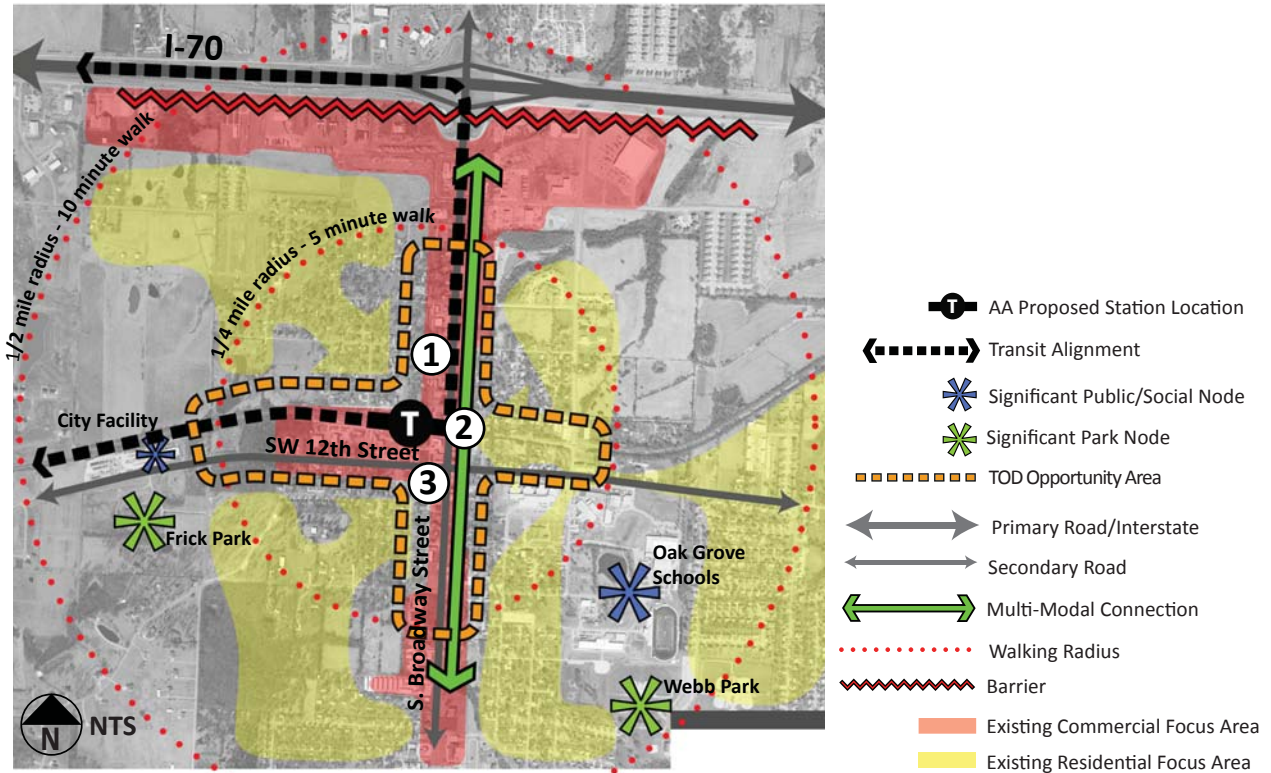 I-70
1/2 mile radius - 10 minute walk
1/4 mile radius - 5 minute walk
1
T
2
City Facility
SW 12th Street
3
Frick Park
S. Broadway Street
Oak Grove
Schools
Webb Park
N
NTS
T
AA Proposed Station Location
Transit Alignment
Significant Public/Social Node
Significant Park Node
TOD Opportunity Area
Primary Road/Interstate
Secondary Road
Multi-Modal Connection
Walking Radius
Barrier
Existing Commercial Focus Area
Existing Residential Focus Area